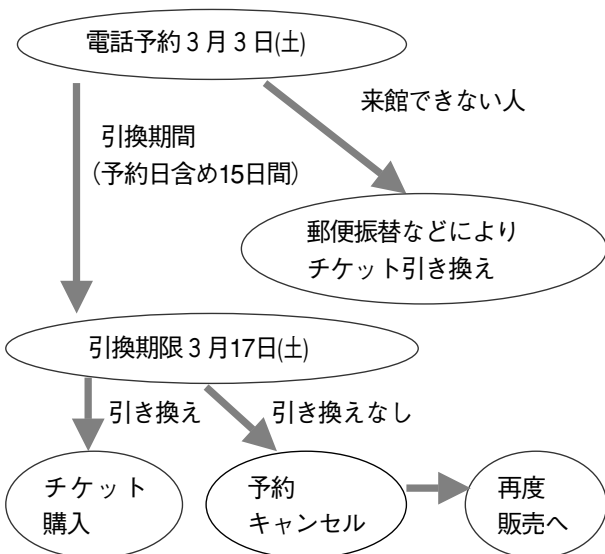 電話予約３月３日(土)
来館できない人
引換期間
（予約日含め15日間）
郵便振替などにより
チケット引き換え
引換期限３月17日(土)
引き換え
引き換えなし
チケット
購入
予約
キャンセル
再度
販売へ